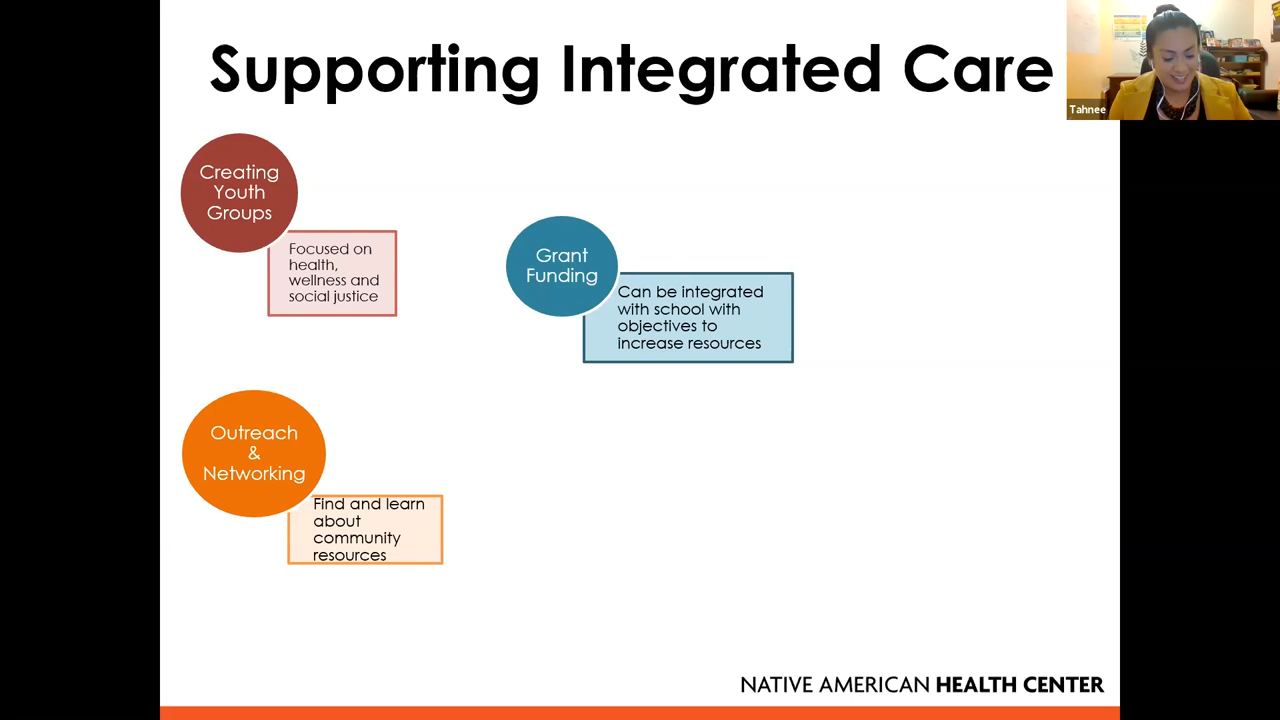 Supporting Integrated Care
Tahnee
Creating
Youth
Groups
Focused on
health,
wellness and
social justice
Grant
Funding
Can be integrated
with school with
objectives to
increase resources
Outreach
&
Networking
Find and learn
about
community
resources
NATIVE AMERICAN HEALTH CENTER